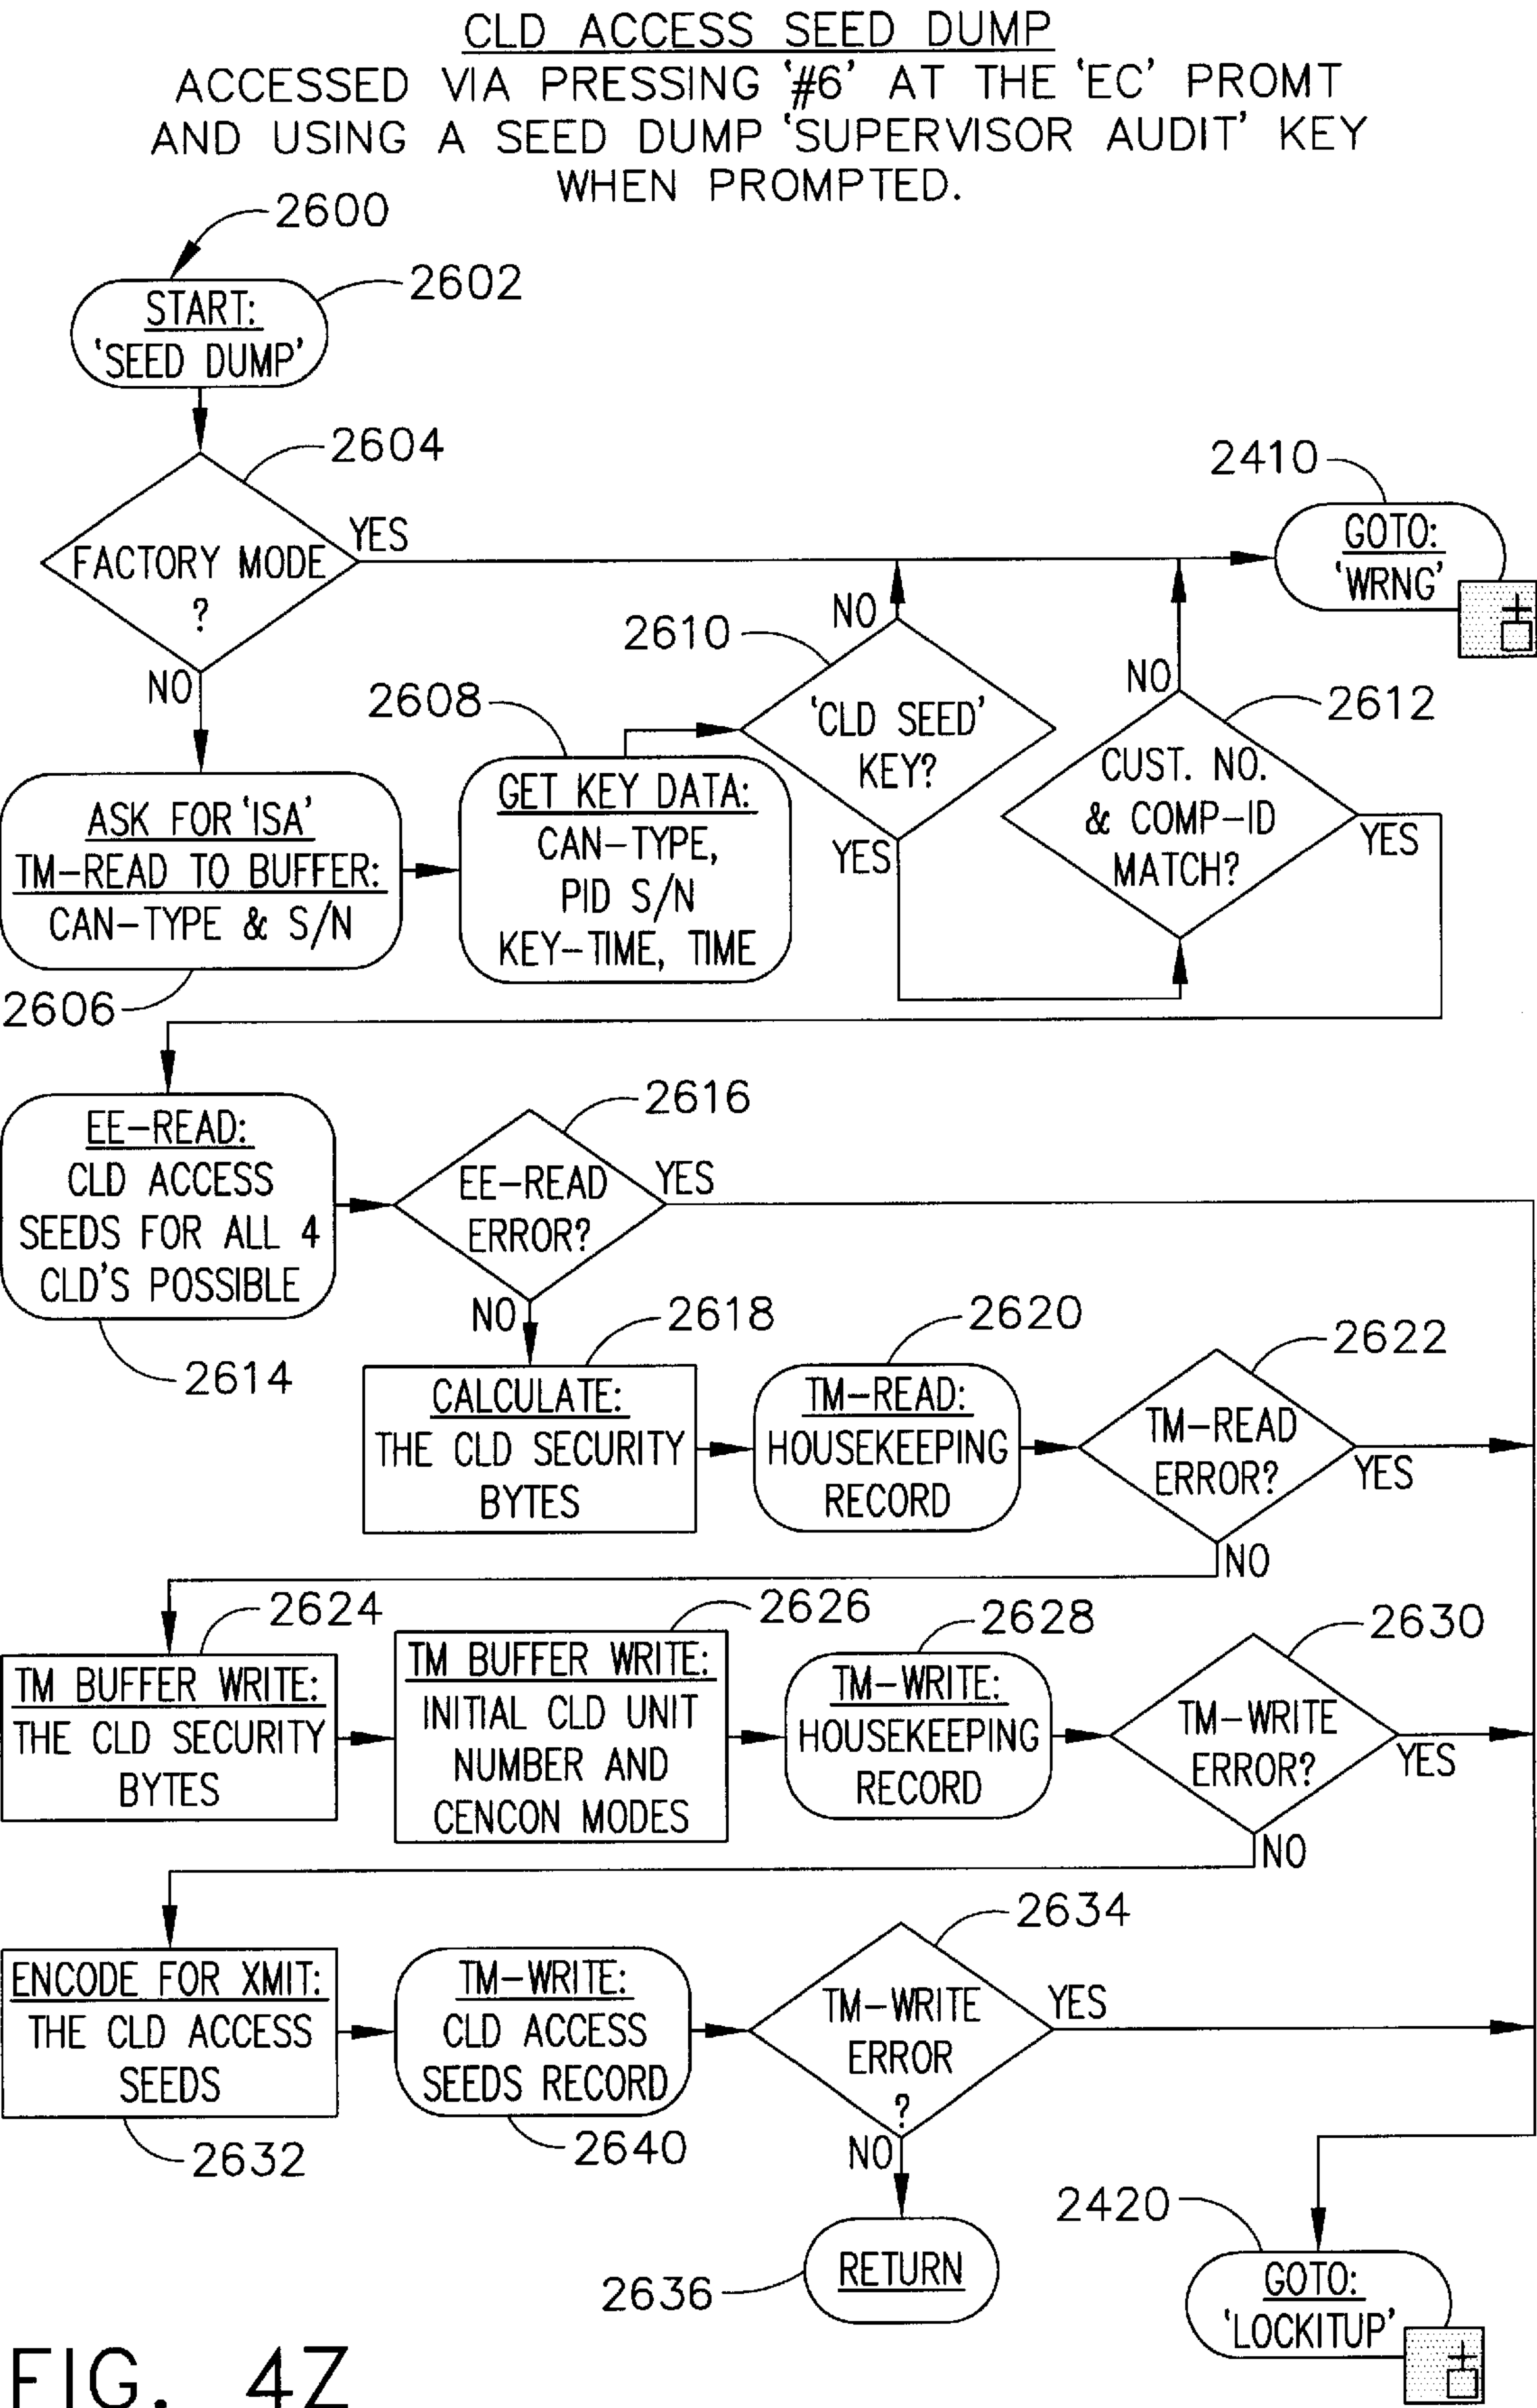 CLD ACCESS SEED DUMP
ACCESSED VIA PRESSING '#6' AT THE 'EC' PROMT
AND USING A SEED DUMP 'SUPERVISOR AUDIT' KEY
WHEN PROMPTED.
2600
2602
START:
'SEED DUMP'
2604
FACTORY MODE
?
YES
NO
2410
GOTO:
'WRNG'
2606
ASK FOR 'ISA'
TM-READ TO BUFFER:
CAN-TYPE & S/N
2608
GET KEY DATA:
CAN-TYPE,
PID S/N
KEY-TIME, TIME
2610
NO
'CLD SEED'
KEY?
YES
2612
NO
CUST. NO.
& COMP-ID
MATCH?
YES
EE-READ:
CLD ACCESS
SEEDS FOR ALL 4
CLD'S POSSIBLE
2614
2616
EE-READ
ERROR?
YES
NO
2618
CALCULATE:
THE CLD SECURITY
BYTES
2620
TM-READ:
HOUSEKEEPING
RECORD
2622
TM-READ
ERROR?
YES
NO
2624
TM BUFFER WRITE:
THE CLD SECURITY
BYTES
2626
TM BUFFER WRITE:
INITIAL CLD UNIT
NUMBER AND
CENCON MODES
2628
TM-WRITE:
HOUSEKEEPING
RECORD
2630
TM-WRITE
ERROR?
YES
NO
ENCODE FOR XMIT:
THE CLD ACCESS
SEEDS
2632
TM-WRITE:
CLD ACCESS
SEEDS RECORD
2640
2634
TM-WRITE
ERROR
?
YES
NO
2636
RETURN
2420
GOTO:
'LOCKITUP'
FIG. 4Z